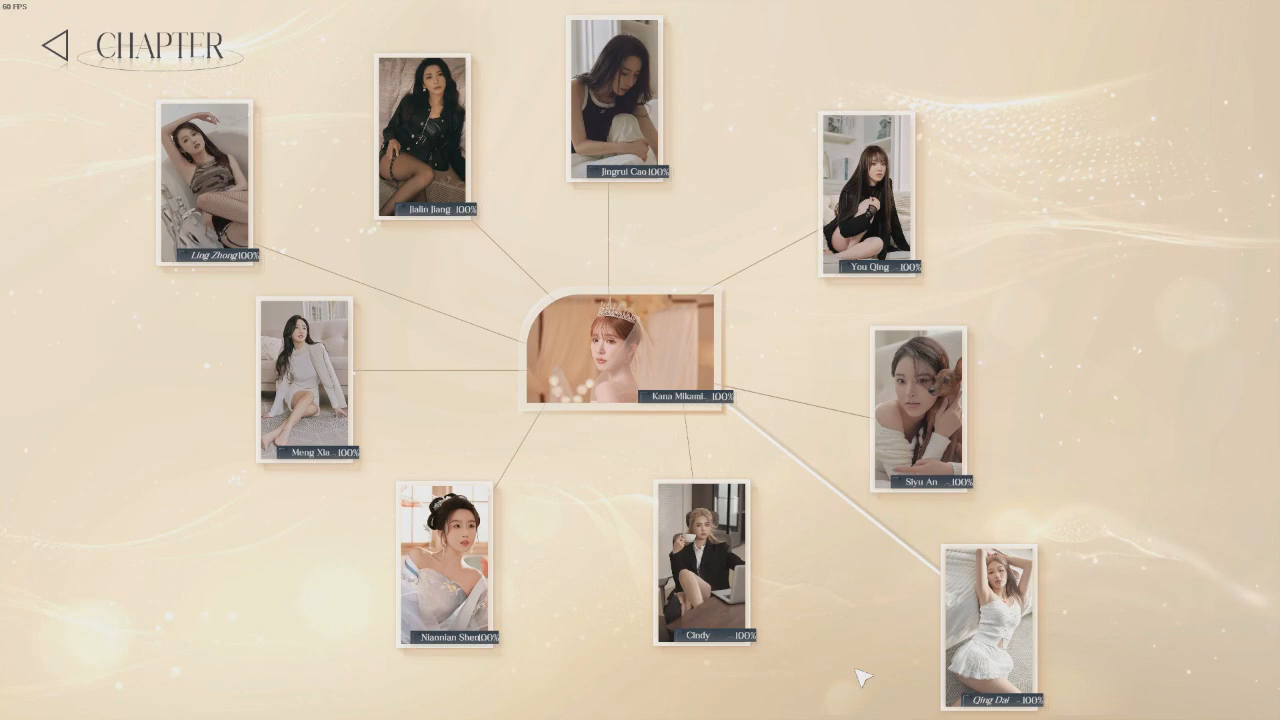 60 FPS
CHAPTER
Jingrui Cao 100%
Jialin Jiang 100%
Ling Zhong 100%
You Qing - 100%
Meng Xia - 100%
Kana Mikami- 100%
Siyu An - 100%
Niannian Shen 100%
Cindy - 100%
Qing Dai - 100%